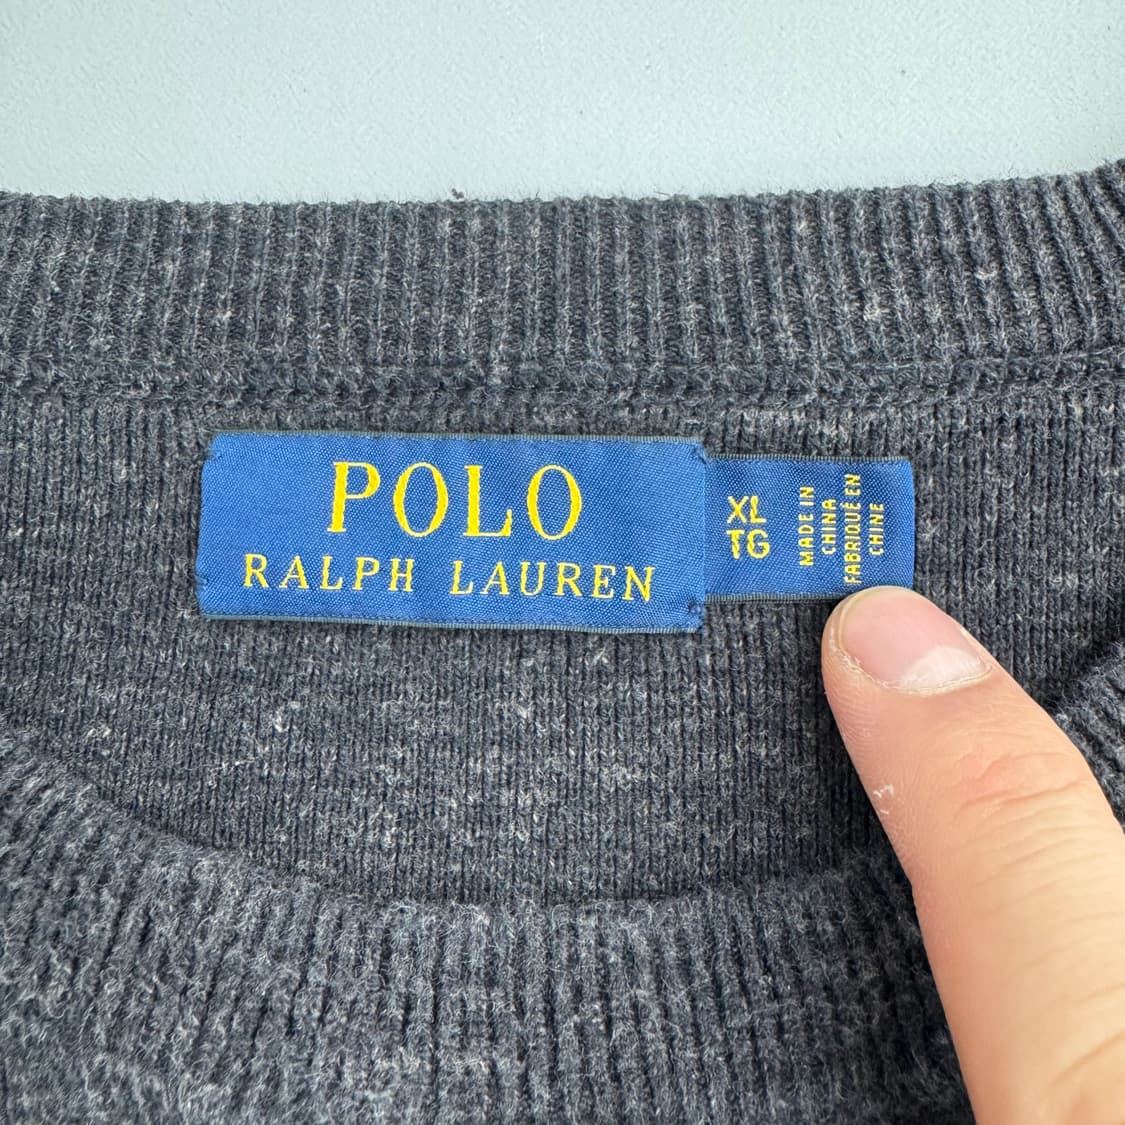 POLO
RALPH LAUREN
XL
TG
MADE IN
CHINA
FABRIQUÉ EN
CHINE